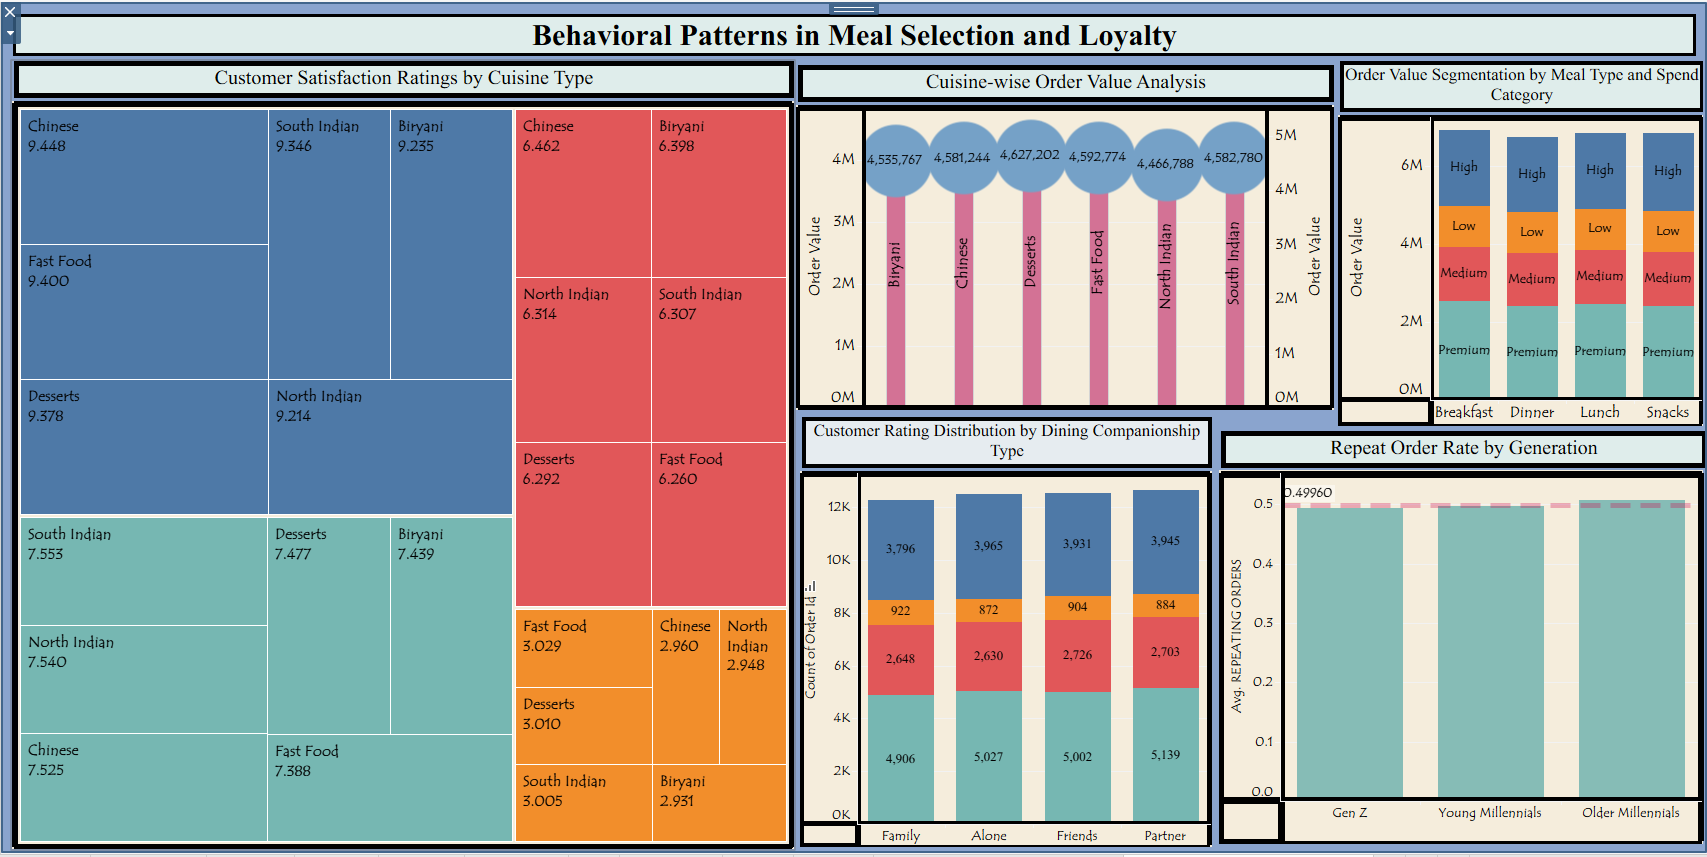 Behavioral Patterns in Meal Selection and Loyalty
Customer Satisfaction Ratings by Cuisine Type
Chinese
9.448
South Indian
9.346
Biryani
9.235
Fast Food
9.400
Desserts
9.378
North Indian
9.214
Chinese
6.462
Biryani
6.398
North Indian
6.314
South Indian
6.307
Desserts
6.292
Fast Food
6.260
South Indian
7.553
Desserts
7.477
Biryani
7.439
North Indian
7.540
Chinese
7.525
Fast Food
7.388
Fast Food
3.029
Chinese
2.960
North
Indian
2.948
Desserts
3.010
South Indian
3.005
Biryani
2.931
Cuisine-wise Order Value Analysis
Order Value
4M
3M
2M
1M
0M
4,535,767
4,581,244
4,627,202
4,592,774
4,466,788
4,582,780
Biryani
Chinese
Desserts
Fast Food
North Indian
South Indian
5M
4M
3M
2M
1M
0M
Order Value
Order Value Segmentation by Meal Type and Spend
Category
Order Value
6M
4M
2M
0M
High
High
High
High
Low
Low
Low
Low
Medium
Medium
Medium
Medium
Premium
Premium
Premium
Premium
Breakfast
Dinner
Lunch
Snacks
Customer Rating Distribution by Dining Companionship
Type
Count of Order Id
12K
10K
8K
6K
4K
2K
0K
3,796
3,965
3,931
3,945
922
872
904
884
2,648
2,630
2,726
2,703
4,906
5,027
5,002
5,139
Family
Alone
Friends
Partner
Repeat Order Rate by Generation
Avg. REPEATING ORDERS
0.49960
0.5
0.4
0.3
0.2
0.1
0.0
Gen Z
Young Millennials
Older Millennials